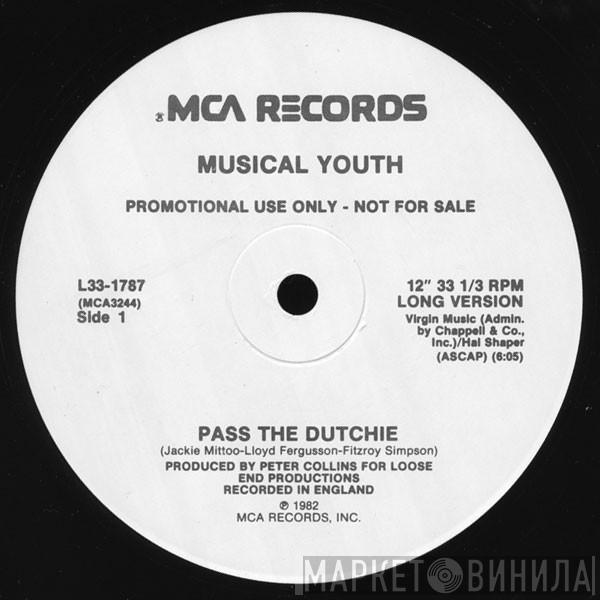 MCA RECORDS
MUSICAL YOUTH
PROMOTIONAL USE ONLY - NOT FOR SALE
L33-1787
(MCA3244)
Side 1
12" 33 1/3 RPM
LONG VERSION
Virgin Music (Admin.
by Chappell & Co.,
Inc.)/Hal Shaper
(ASCAP) (6:05)
PASS THE DUTCHIE
(Jackie Mittoo-Lloyd Fergusson-Fitzroy Simpson)
PRODUCED BY PETER COLLINS FOR LOOSE
END PRODUCTIONS
RECORDED IN ENGLAND
℗ 1982
MCA RECORDS, INC.
МАРКЕТ ВИНИЛА